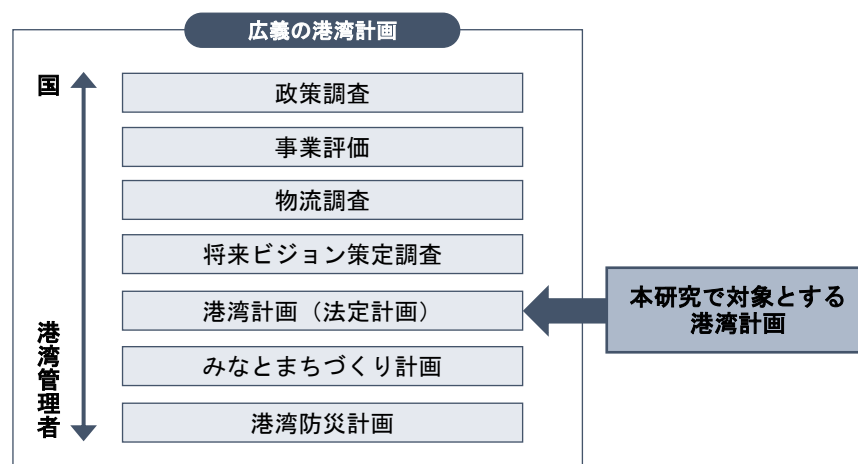 広義の港湾計画
国
政策調査
事業評価
物流調査
将来ビジョン策定調査
港湾計画（法定計画）
みなとまちづくり計画
港湾防災計画
港湾管理者
本研究で対象とする
港湾計画